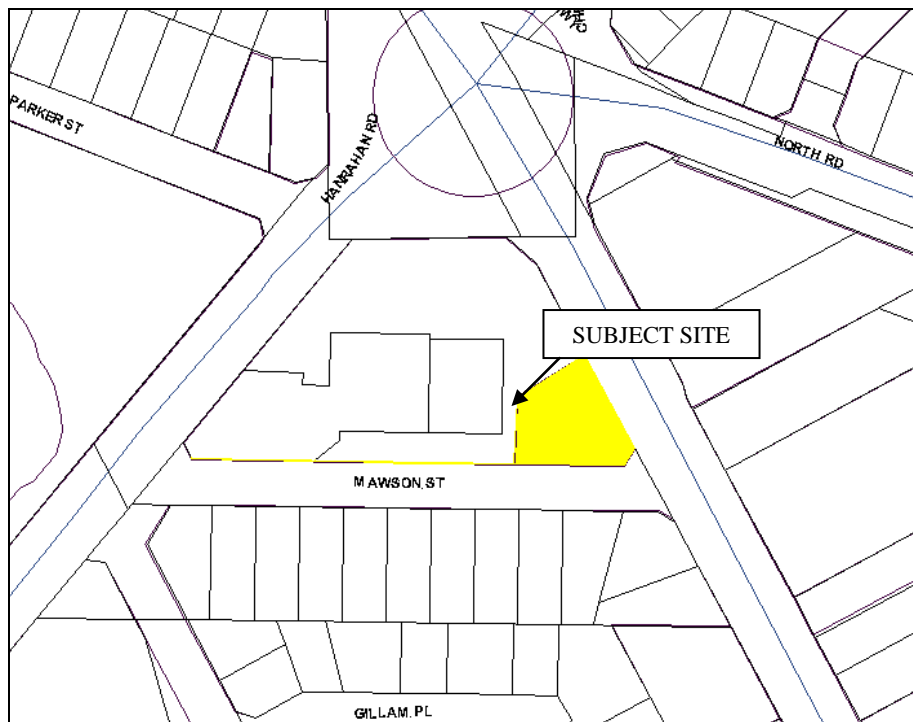 PARKER ST
HANRAHAN RD
NORTH RD
SUBJECT SITE
MAWSON ST
GILLAM PL